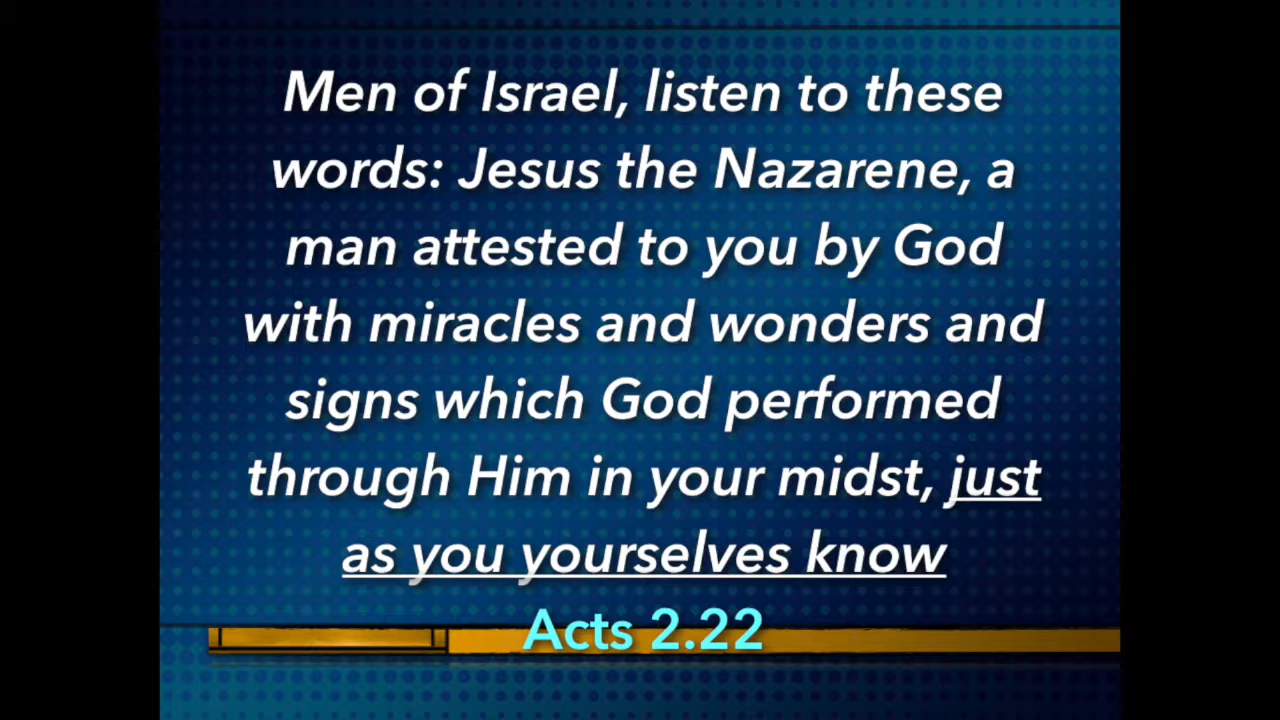 Men of Israel, listen to these
words: Jesus the Nazarene, a
man attested to you by God
with miracles and wonders and
signs which God performed
through Him in your midst, just
as you yourselves know
Acts 2.22